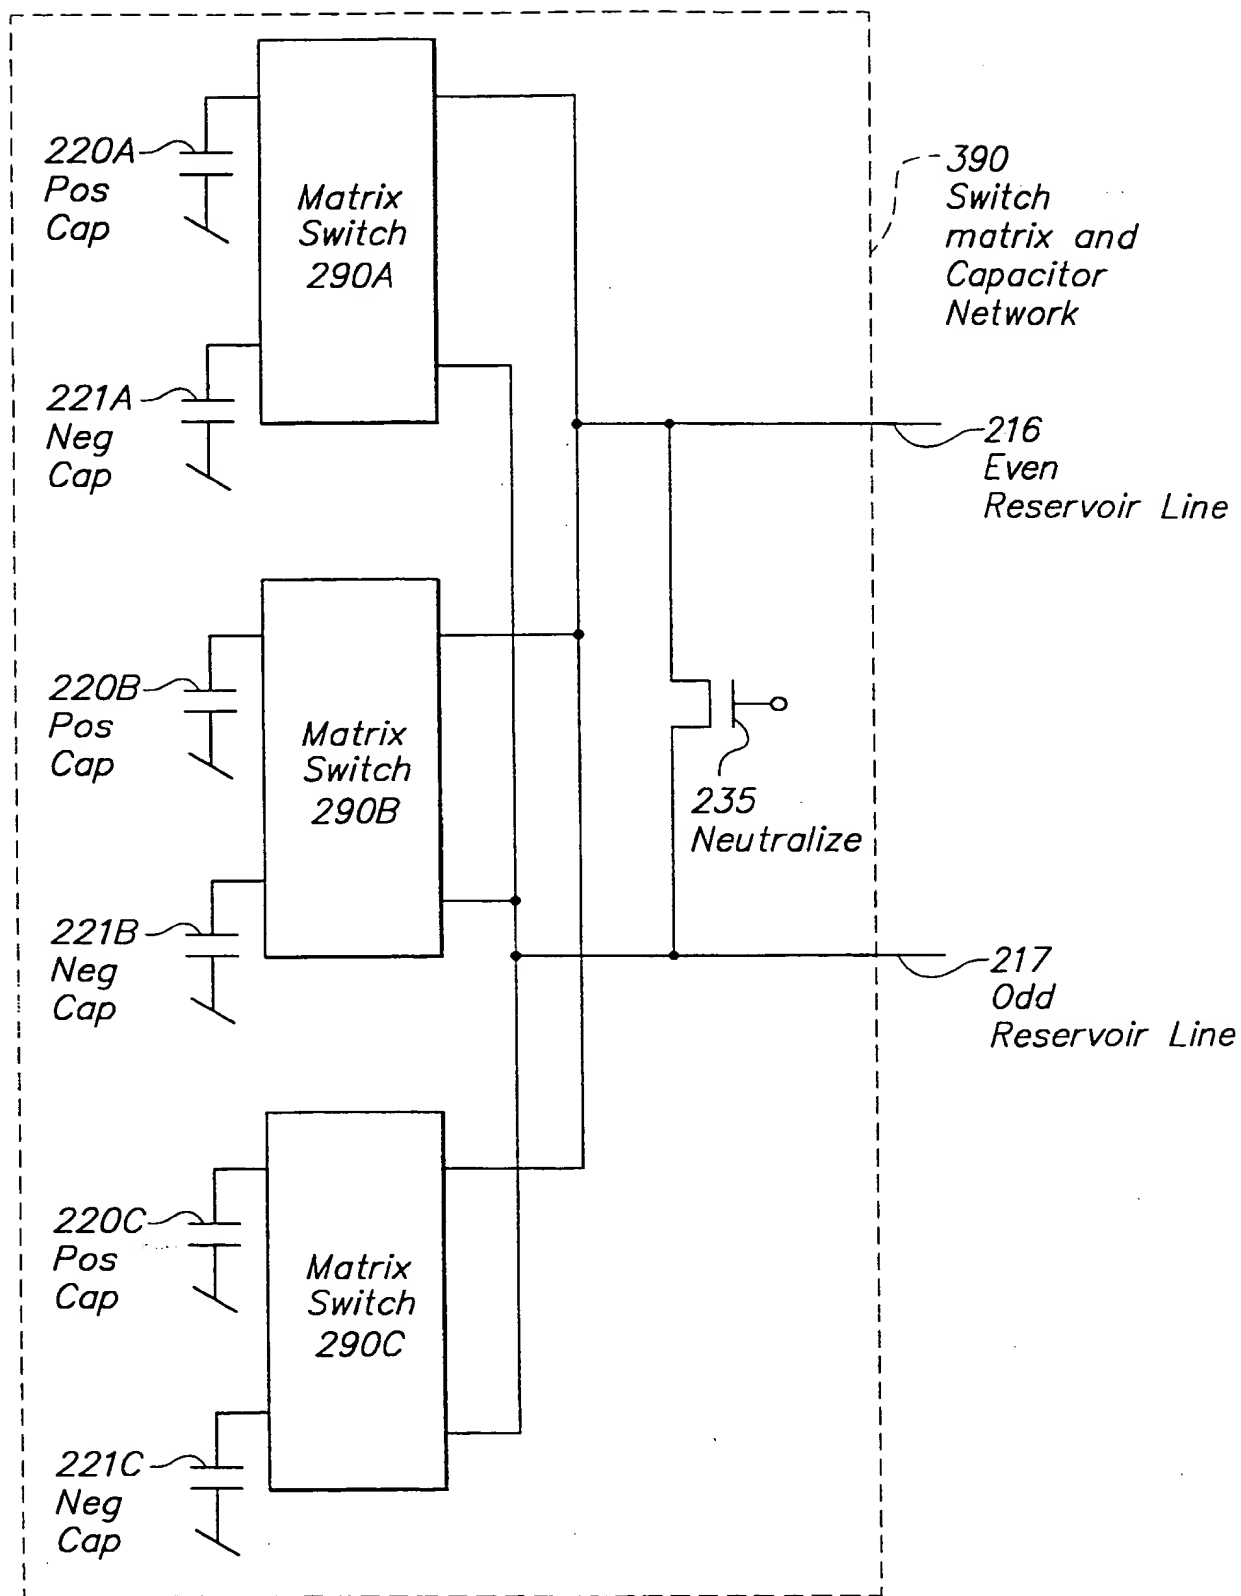 220A
Pos
Cap
Matrix
Switch
290A
390
Switch
matrix and
Capacitor
Network
221A
Neg
Cap
216
Even
Reservoir Line
220B
Pos
Cap
Matrix
Switch
290B
235
Neutralize
221B
Neg
Cap
217
Odd
Reservoir Line
220C
Pos
Cap
Matrix
Switch
290C
221C
Neg
Cap